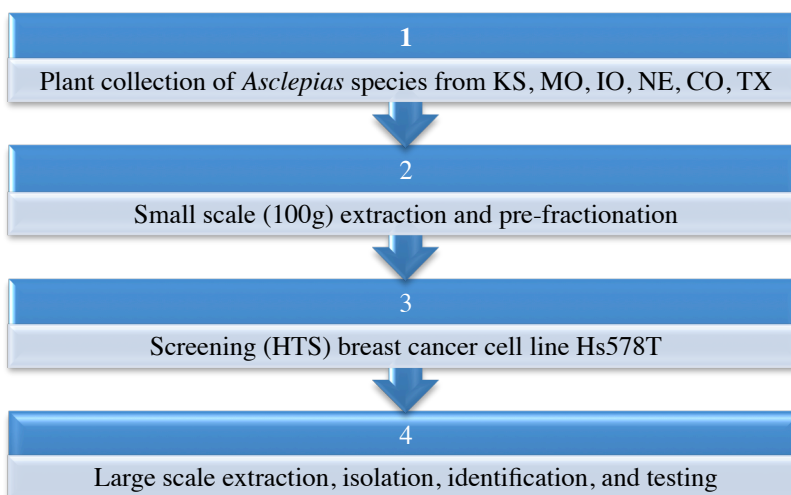 1
Plant collection of Asclepias species from KS, MO, IO, NE, CO, TX
2
Small scale (100g) extraction and pre-fractionation
3
Screening (HTS) breast cancer cell line Hs578T
4
Large scale extraction, isolation, identification, and testing